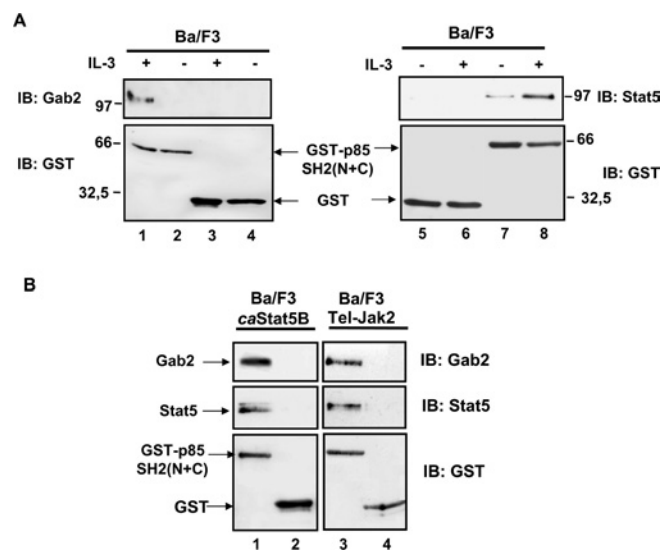 A
Ba/F3
IL-3 + - + -
IB: Gab2
97
66
IB: GST
32,5
1 2 3 4
GST-p85
SH2(N+C)
GST
Ba/F3
IL-3 - + - +
97 IB: Stat5
66
IB: GST
32,5
5 6 7 8
B
Ba/F3
caStat5B
Ba/F3
Tel-Jak2
Gab2
IB: Gab2
Stat5
IB: Stat5
GST-p85
SH2(N+C)
IB: GST
GST
1 2 3 4